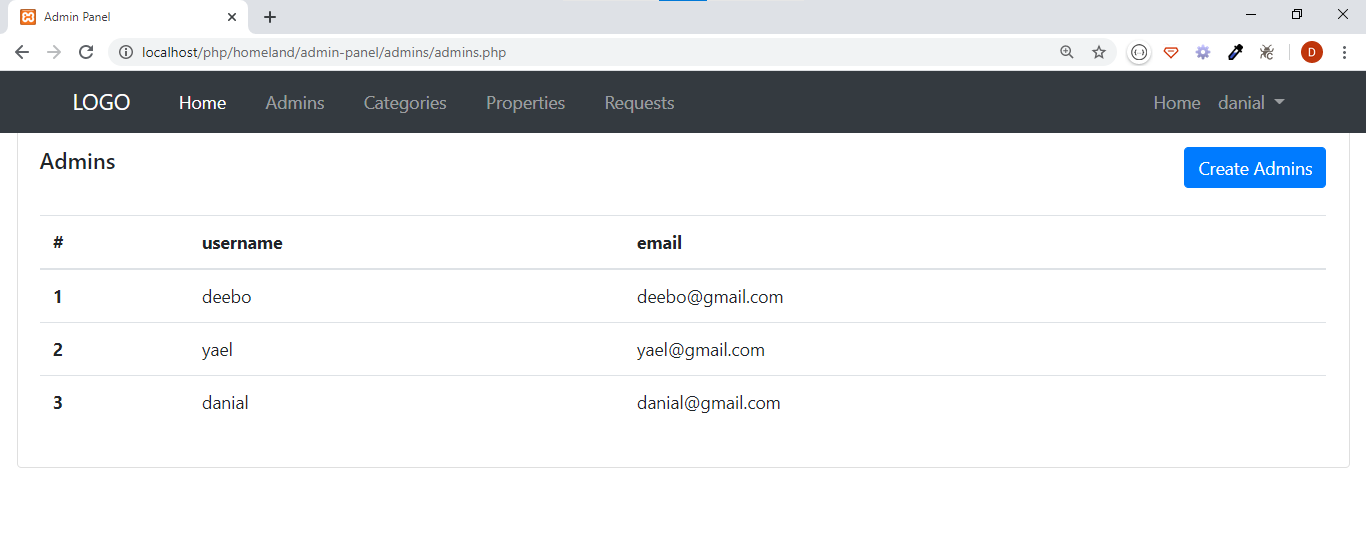 Admin Panel
localhost/php/homeland/admin-panel/admins/admins.php
D
LOGO Home Admins Categories Properties Requests Home danial
Admins Create Admins
# username email
1 deebo deebo@gmail.com
2 yael yael@gmail.com
3 danial danial@gmail.com